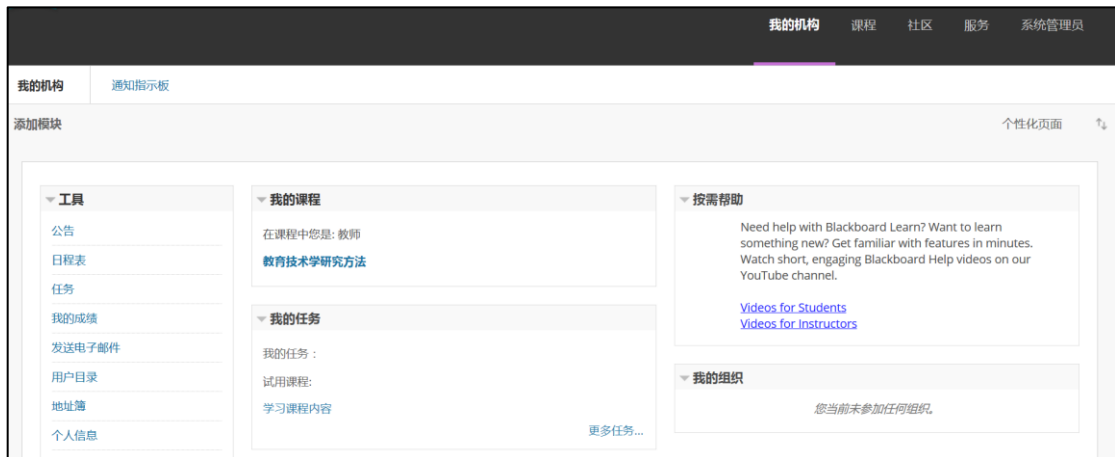 我的机构 课程 社区 服务 系统管理员
我的机构 通知指示板
添加模块 个性化页面
工具
公告
日程表
任务
我的成绩
发送电子邮件
用户目录
地址簿
个人信息
我的课程
在课程中您是: 教师
教育技术学研究方法
我的任务
我的任务：
试用课程:
学习课程内容
更多任务...
按需帮助
Need help with Blackboard Learn? Want to learn
something new? Get familiar with features in minutes.
Watch short, engaging Blackboard Help videos on our
YouTube channel.
Videos for Students
Videos for Instructors
我的组织
您当前未参加任何组织。